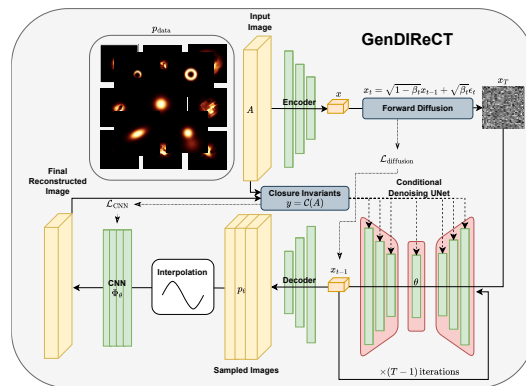 Input
Image
GenDIReCT
p_data
A
Encoder
x
x_t = √(1 − β_t)x_{t−1} + √β_t ϵ_t
Forward Diffusion
x_T
ℒ_diffusion
Final
Reconstructed
Image
ℒ_CNN
Closure Invariants
y = 𝒞(A)
Conditional
Denoising UNet
CNN
Φ_θ
Interpolation
p_i
Decoder
x_{t−1}
θ
Sampled Images
×(T − 1) iterations